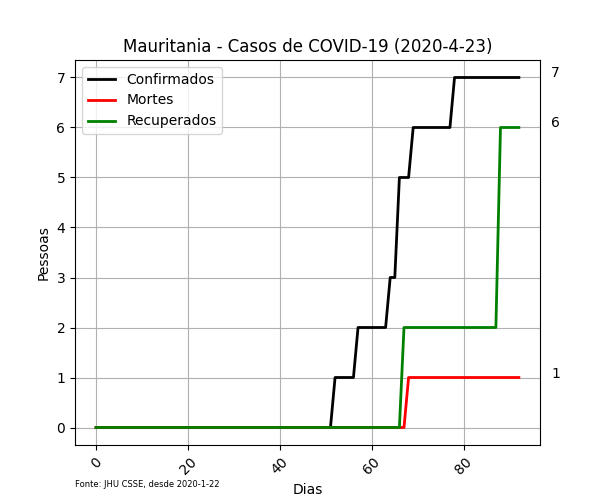 Mauritania - Casos de COVID-19 (2020-4-23)
Confirmados
Mortes
Recuperados
7
6
5
4
3
2
1
0
7
6
1
Pessoas
0
20
40
60
80
Dias
Fonte: JHU CSSE, desde 2020-1-22